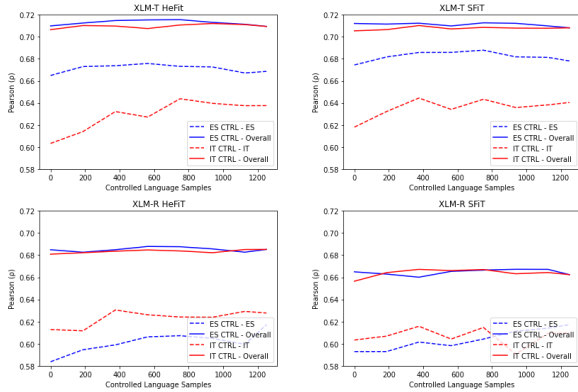 XLM-T HeFit
0.72
0.70
0.68
0.66
0.64
0.62
0.60
0.58
Pearson (ρ)
0 200 400 600 800 1000 1200
Controlled Language Samples
ES CTRL - ES
ES CTRL - Overall
IT CTRL - IT
IT CTRL - Overall
XLM-T SFiT
0.72
0.70
0.68
0.66
0.64
0.62
0.60
0.58
Pearson (ρ)
0 200 400 600 800 1000 1200
Controlled Language Samples
ES CTRL - ES
ES CTRL - Overall
IT CTRL - IT
IT CTRL - Overall
XLM-R HeFiT
0.72
0.70
0.68
0.66
0.64
0.62
0.60
0.58
Pearson (ρ)
0 200 400 600 800 1000 1200
Controlled Language Samples
ES CTRL - ES
ES CTRL - Overall
IT CTRL - IT
IT CTRL - Overall
XLM-R SFiT
0.72
0.70
0.68
0.66
0.64
0.62
0.60
0.58
Pearson (ρ)
0 200 400 600 800 1000 1200
Controlled Language Samples
ES CTRL - ES
ES CTRL - Overall
IT CTRL - IT
IT CTRL - Overall